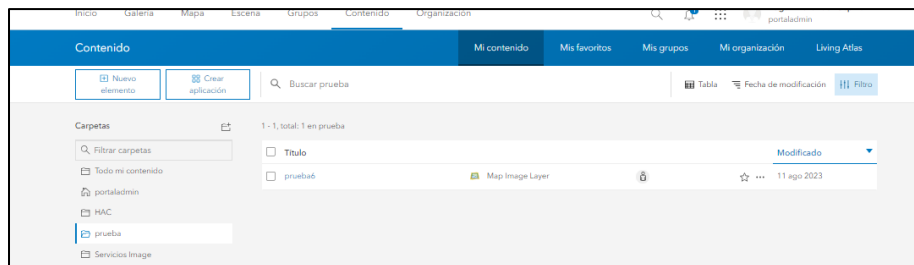 Inicio Galería Mapa Escena Grupos Contenido Organización
portaladmin
Contenido Mi contenido Mis favoritos Mis grupos Mi organización Living Atlas
Nuevo elemento
Crear aplicación
Buscar prueba
Tabla Fecha de modificación Filtro
Carpetas
1 - 1, total: 1 en prueba
Filtrar carpetas
Título Modificado
Todo mi contenido
prueba6 Map Image Layer 11 ago 2023
portaladmin
HAC
prueba
Servicios Image